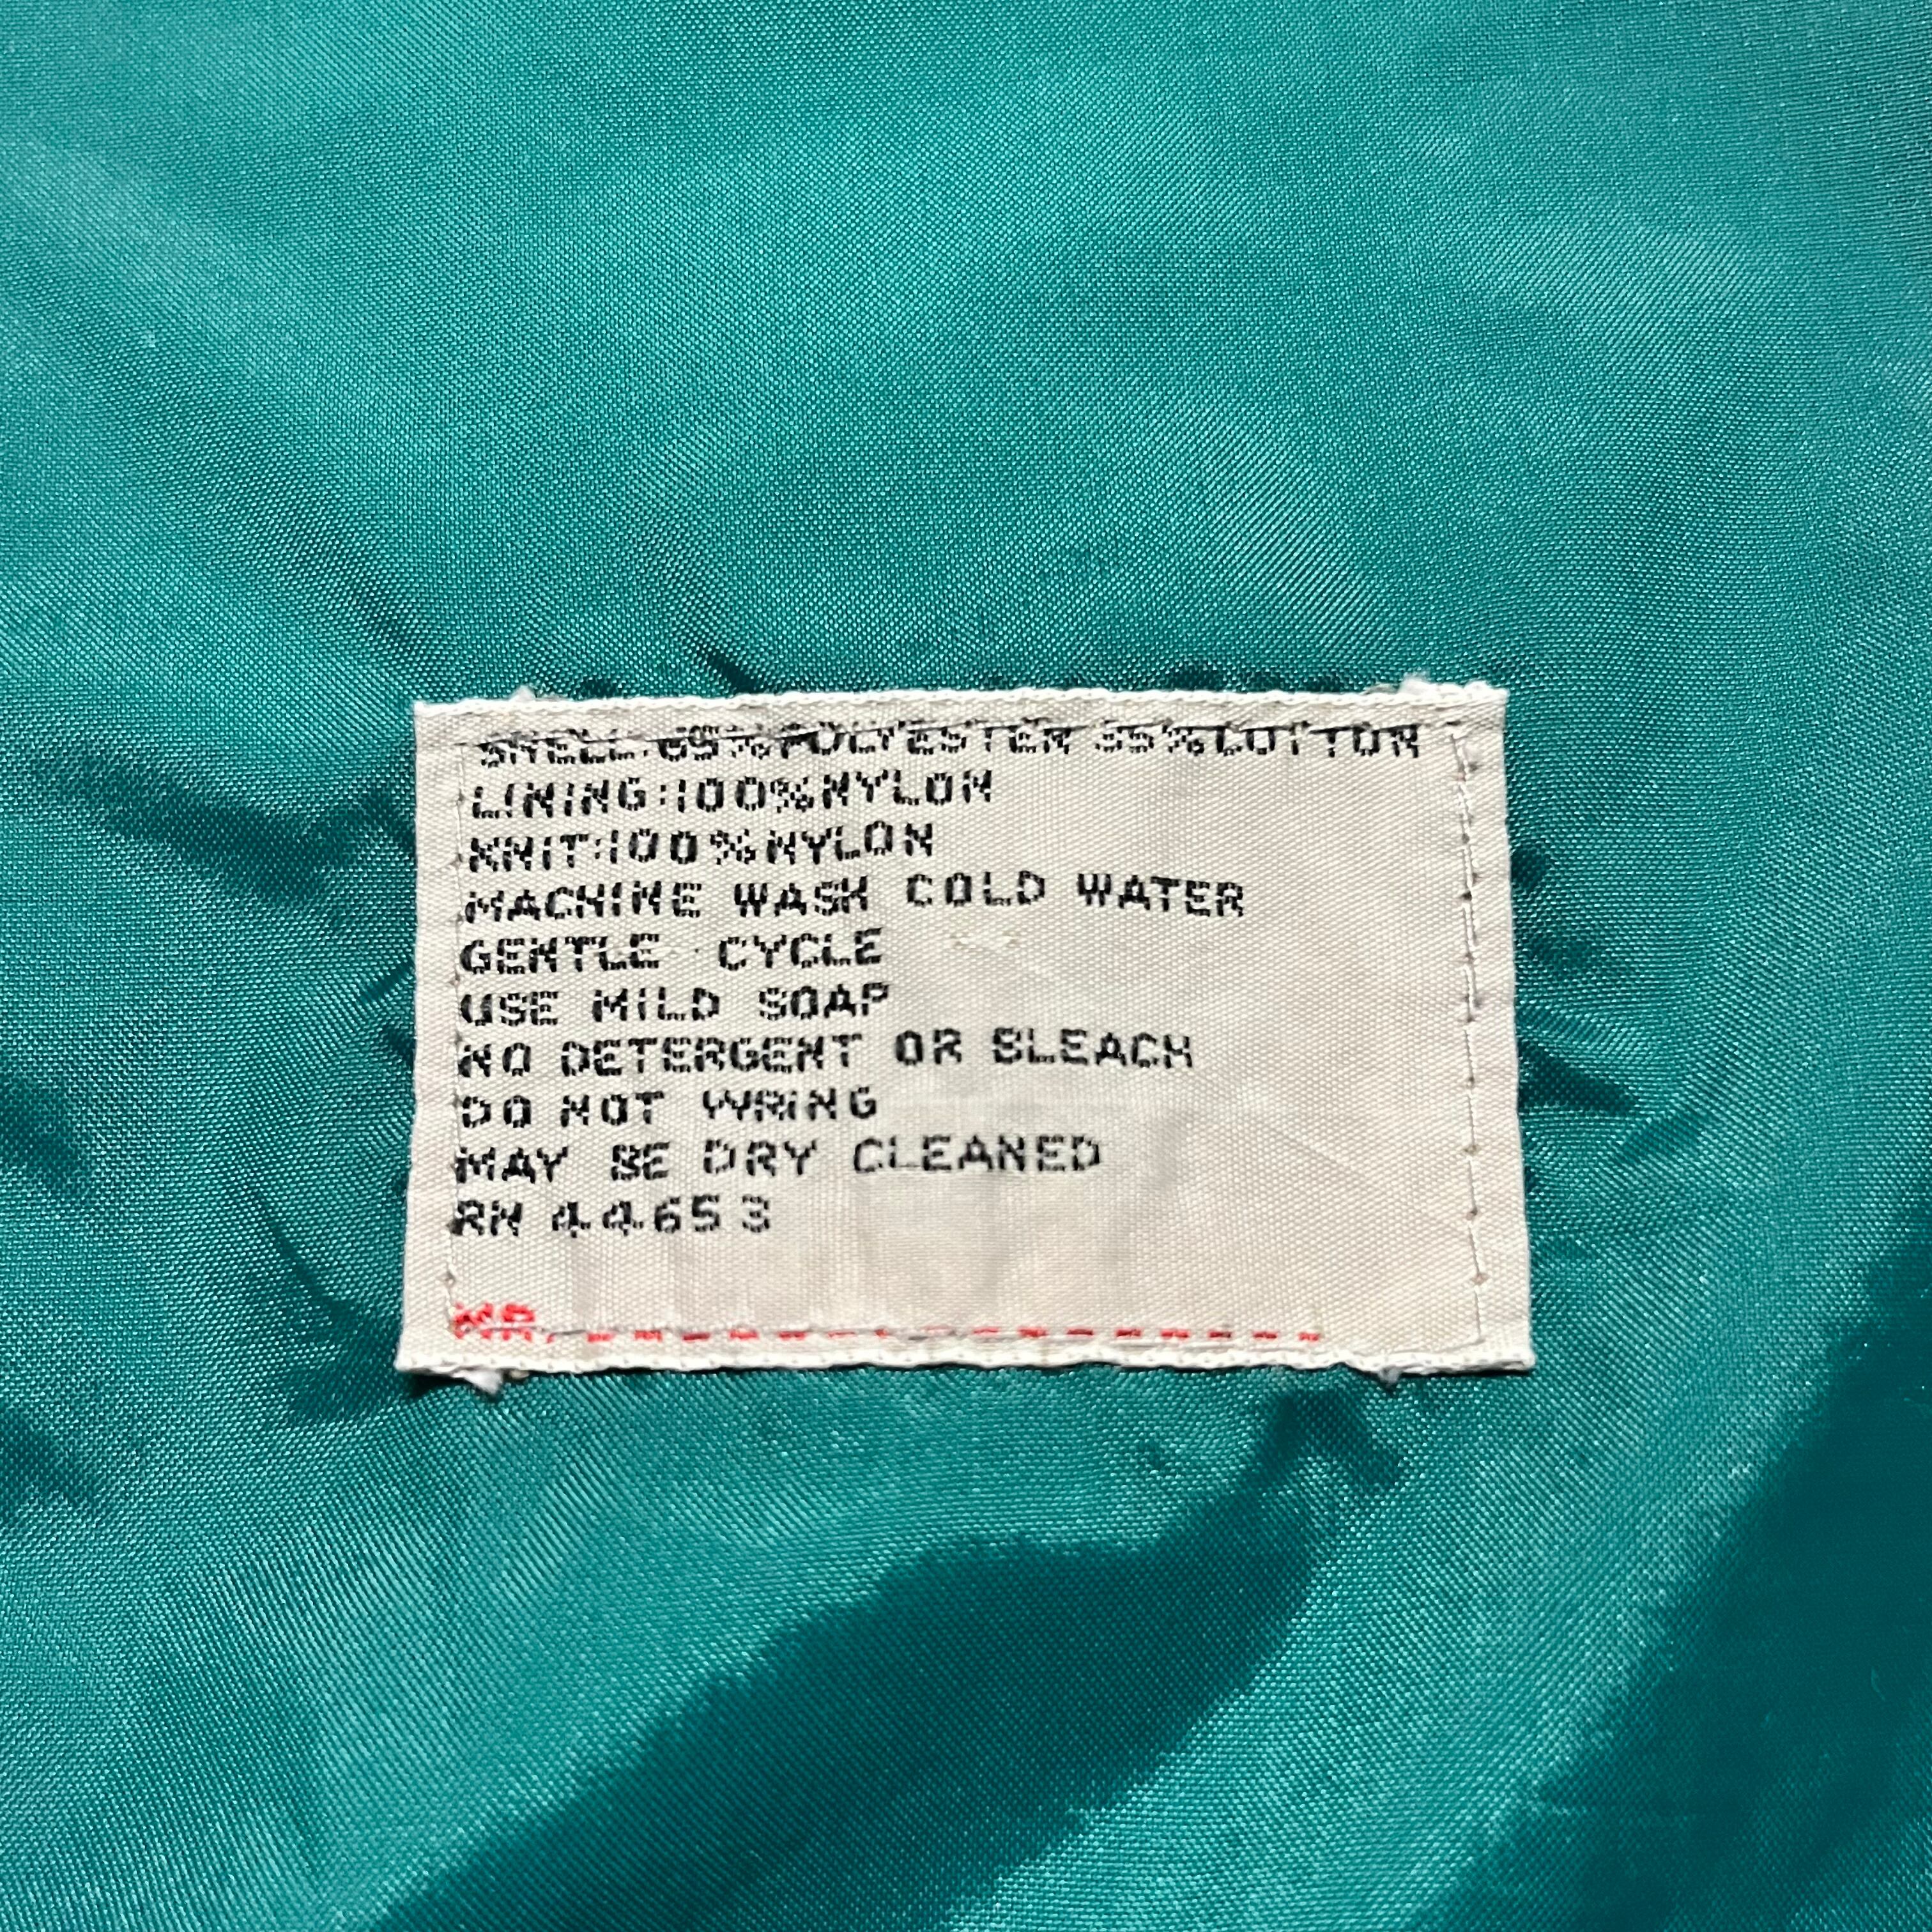 SHELL:65%POLYESTER 35%COTTON
LINING:100%NYLON
KNIT:100%NYLON
MACHINE WASH COLD WATER
GENTLE CYCLE
USE MILD SOAP
NO DETERGENT OR BLEACH
DO NOT WRING
MAY BE DRY CLEANED
RN 44653
MR.